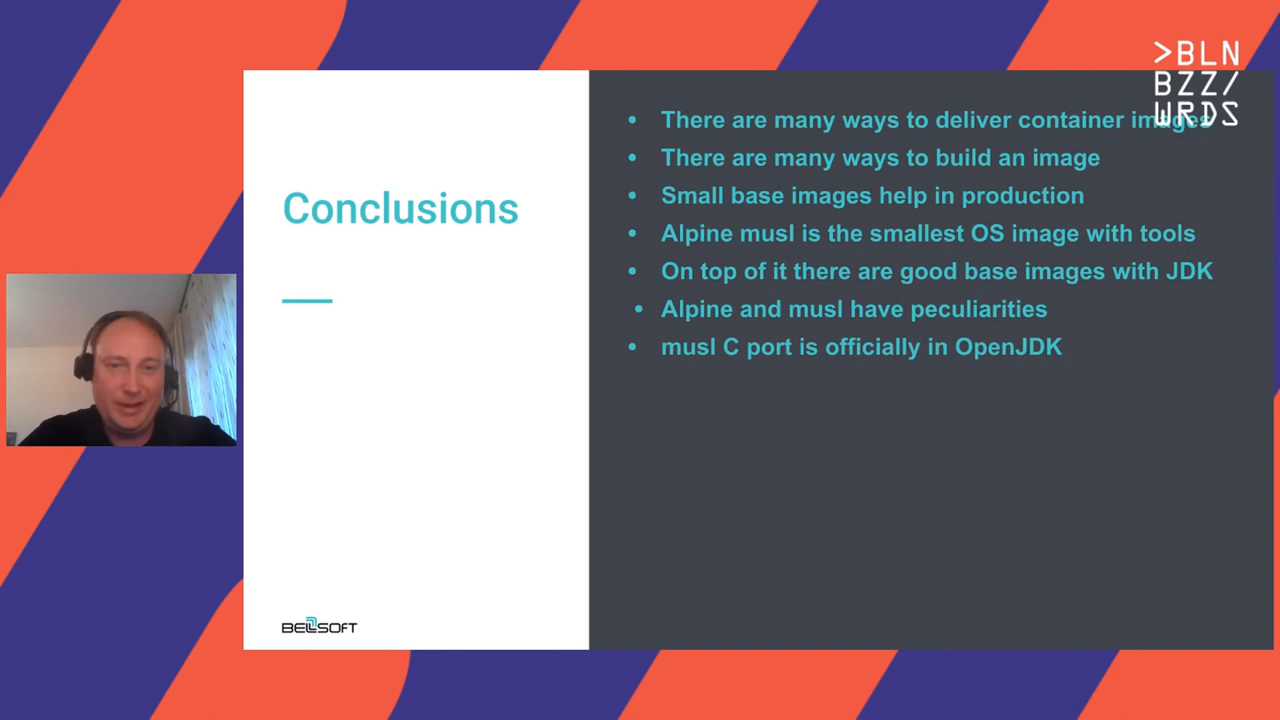 >BLN
BZZ/
WRDS
Conclusions
• There are many ways to deliver container images
• There are many ways to build an image
• Small base images help in production
• Alpine musl is the smallest OS image with tools
• On top of it there are good base images with JDK
• Alpine and musl have peculiarities
• musl C port is officially in OpenJDK
BELLSOFT